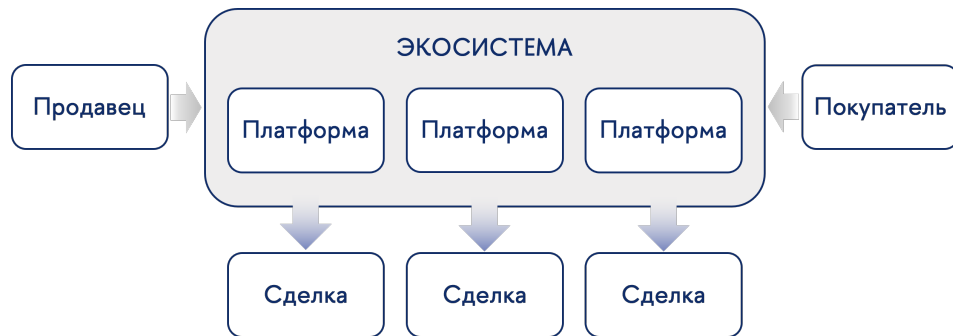 ЭКОСИСТЕМА
Продавец
Платформа
Платформа
Платформа
Покупатель
Сделка
Сделка
Сделка